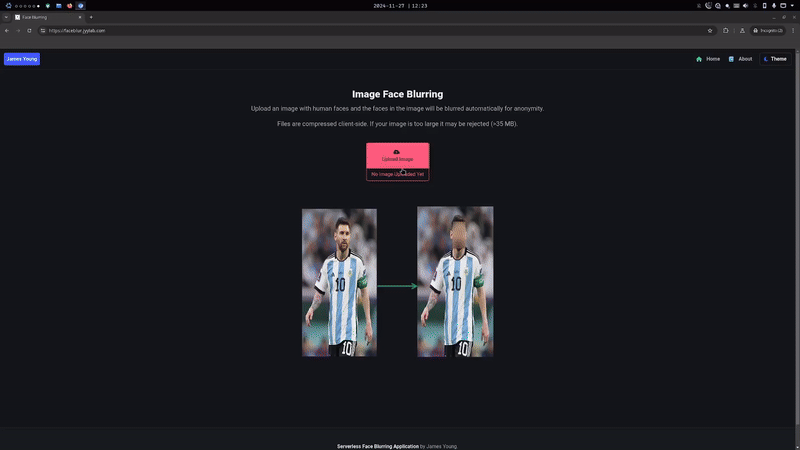 2024-11-27 | 12:23
Face Blurring
https://faceblur.jyylab.com
Incognito (2)
James Young
Home
About
Theme
Image Face Blurring
Upload an image with human faces and the faces in the image will be blurred automatically for anonymity.
Files are compressed client-side. If your image is too large it may be rejected (>35 MB).
Upload Image
No Image Uploaded Yet
10
10
10
10
Serverless Face Blurring Application by James Young